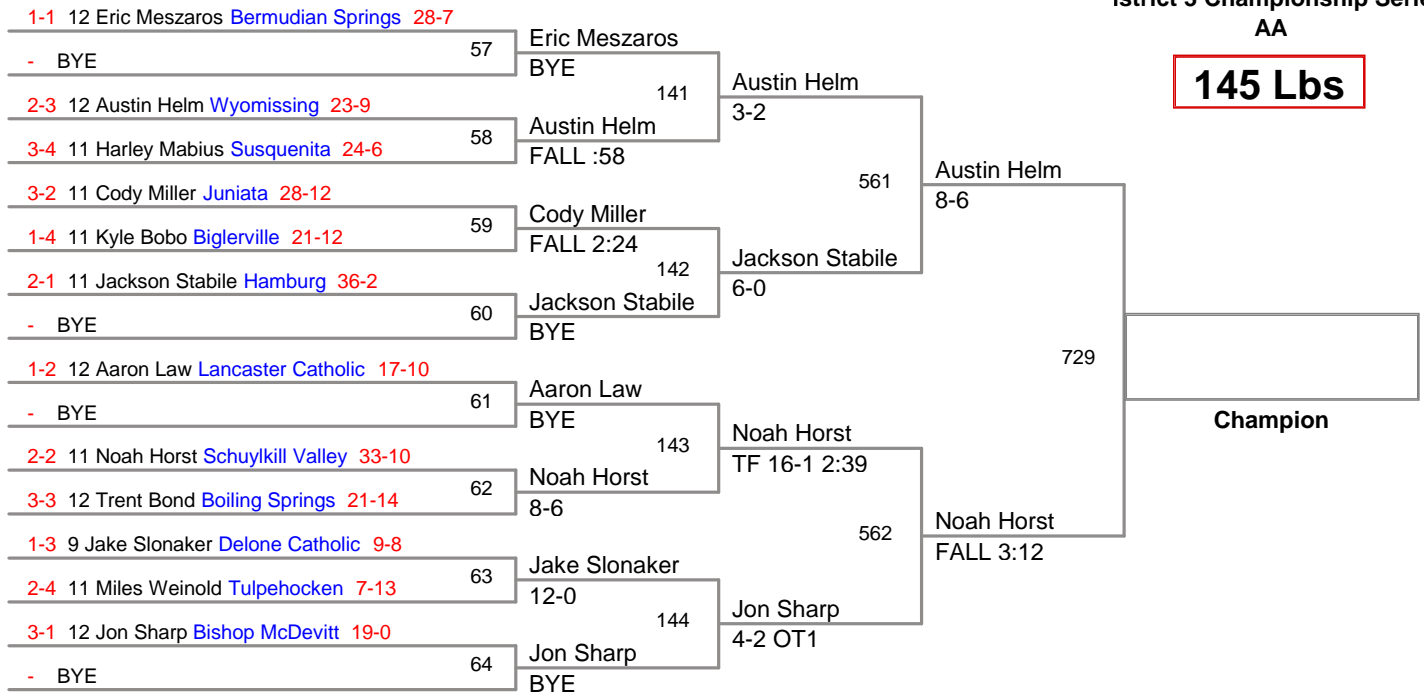 istrict 3 Championship Serie
AA
145 Lbs
1-1 12 Eric Meszaros Bermudian Springs 28-7
- BYE
2-3 12 Austin Helm Wyomissing 23-9
3-4 11 Harley Mabius Susquenita 24-6
3-2 11 Cody Miller Juniata 28-12
1-4 11 Kyle Bobo Biglerville 21-12
2-1 11 Jackson Stabile Hamburg 36-2
- BYE
1-2 12 Aaron Law Lancaster Catholic 17-10
- BYE
2-2 11 Noah Horst Schuylkill Valley 33-10
3-3 12 Trent Bond Boiling Springs 21-14
1-3 9 Jake Slonaker Delone Catholic 9-8
2-4 11 Miles Weinold Tulpehocken 7-13
3-1 12 Jon Sharp Bishop McDevitt 19-0
- BYE
57
58
59
60
61
62
63
64
Eric Meszaros
BYE
Austin Helm
FALL :58
Cody Miller
FALL 2:24
Jackson Stabile
BYE
Aaron Law
BYE
Noah Horst
8-6
Jake Slonaker
12-0
Jon Sharp
BYE
141
142
143
144
Austin Helm
3-2
Jackson Stabile
6-0
Noah Horst
TF 16-1 2:39
Jon Sharp
4-2 OT1
561
562
Austin Helm
8-6
Noah Horst
FALL 3:12
729
Champion